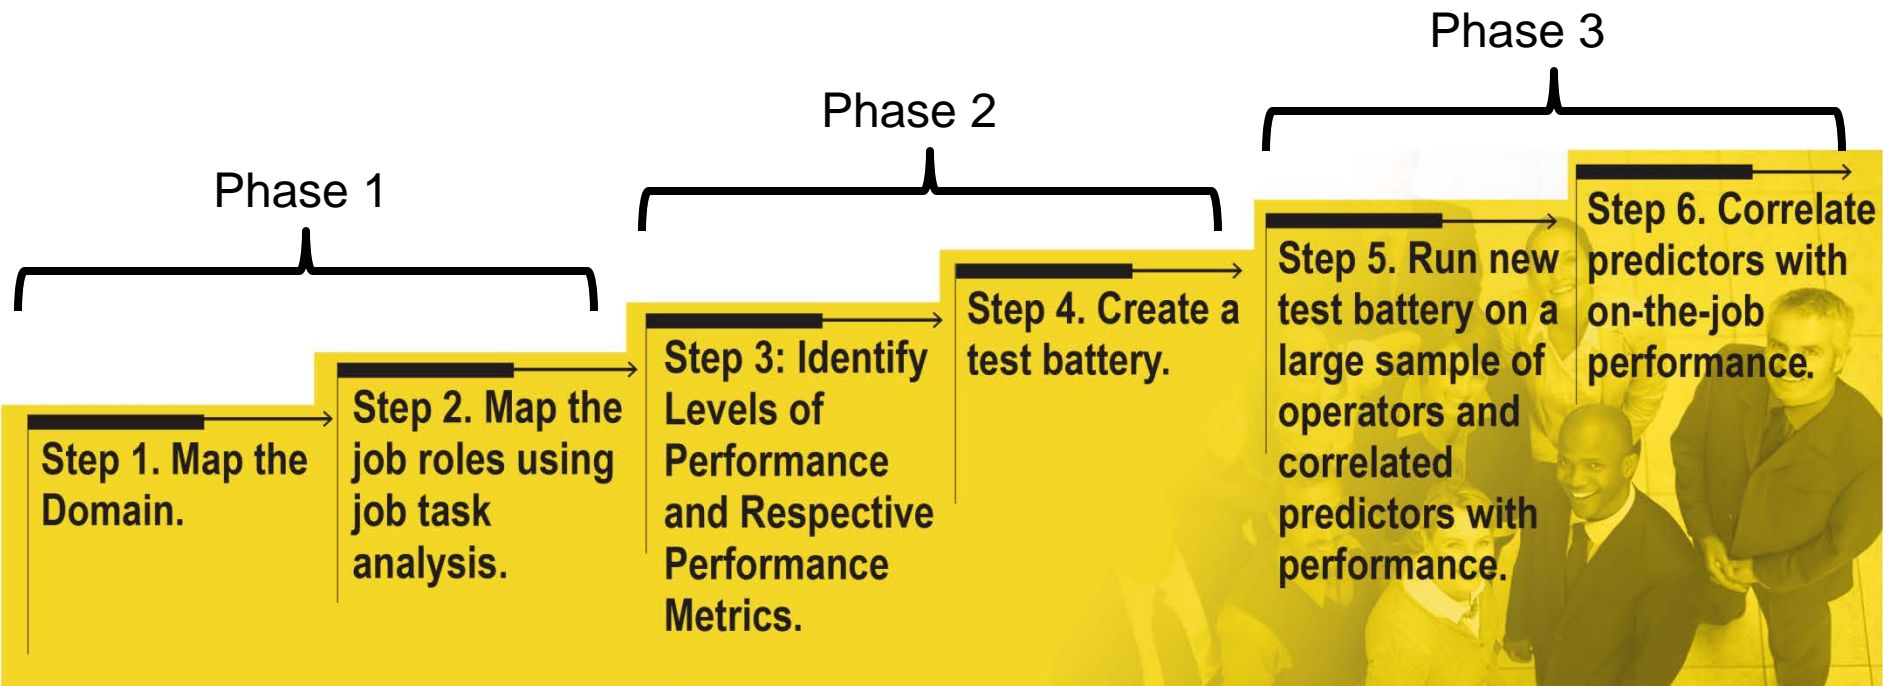 Phase 1
Phase 2
Phase 3
Step 1. Map the
Domain.
Step 2. Map the
job roles using
job task
analysis.
Step 3: Identify
Levels of
Performance
and Respective
Performance
Metrics.
Step 4. Create a
test battery.
Step 5. Run new
test battery on a
large sample of
operators and
correlated
predictors with
performance.
Step 6. Correlate
predictors with
on-the-job
performance.